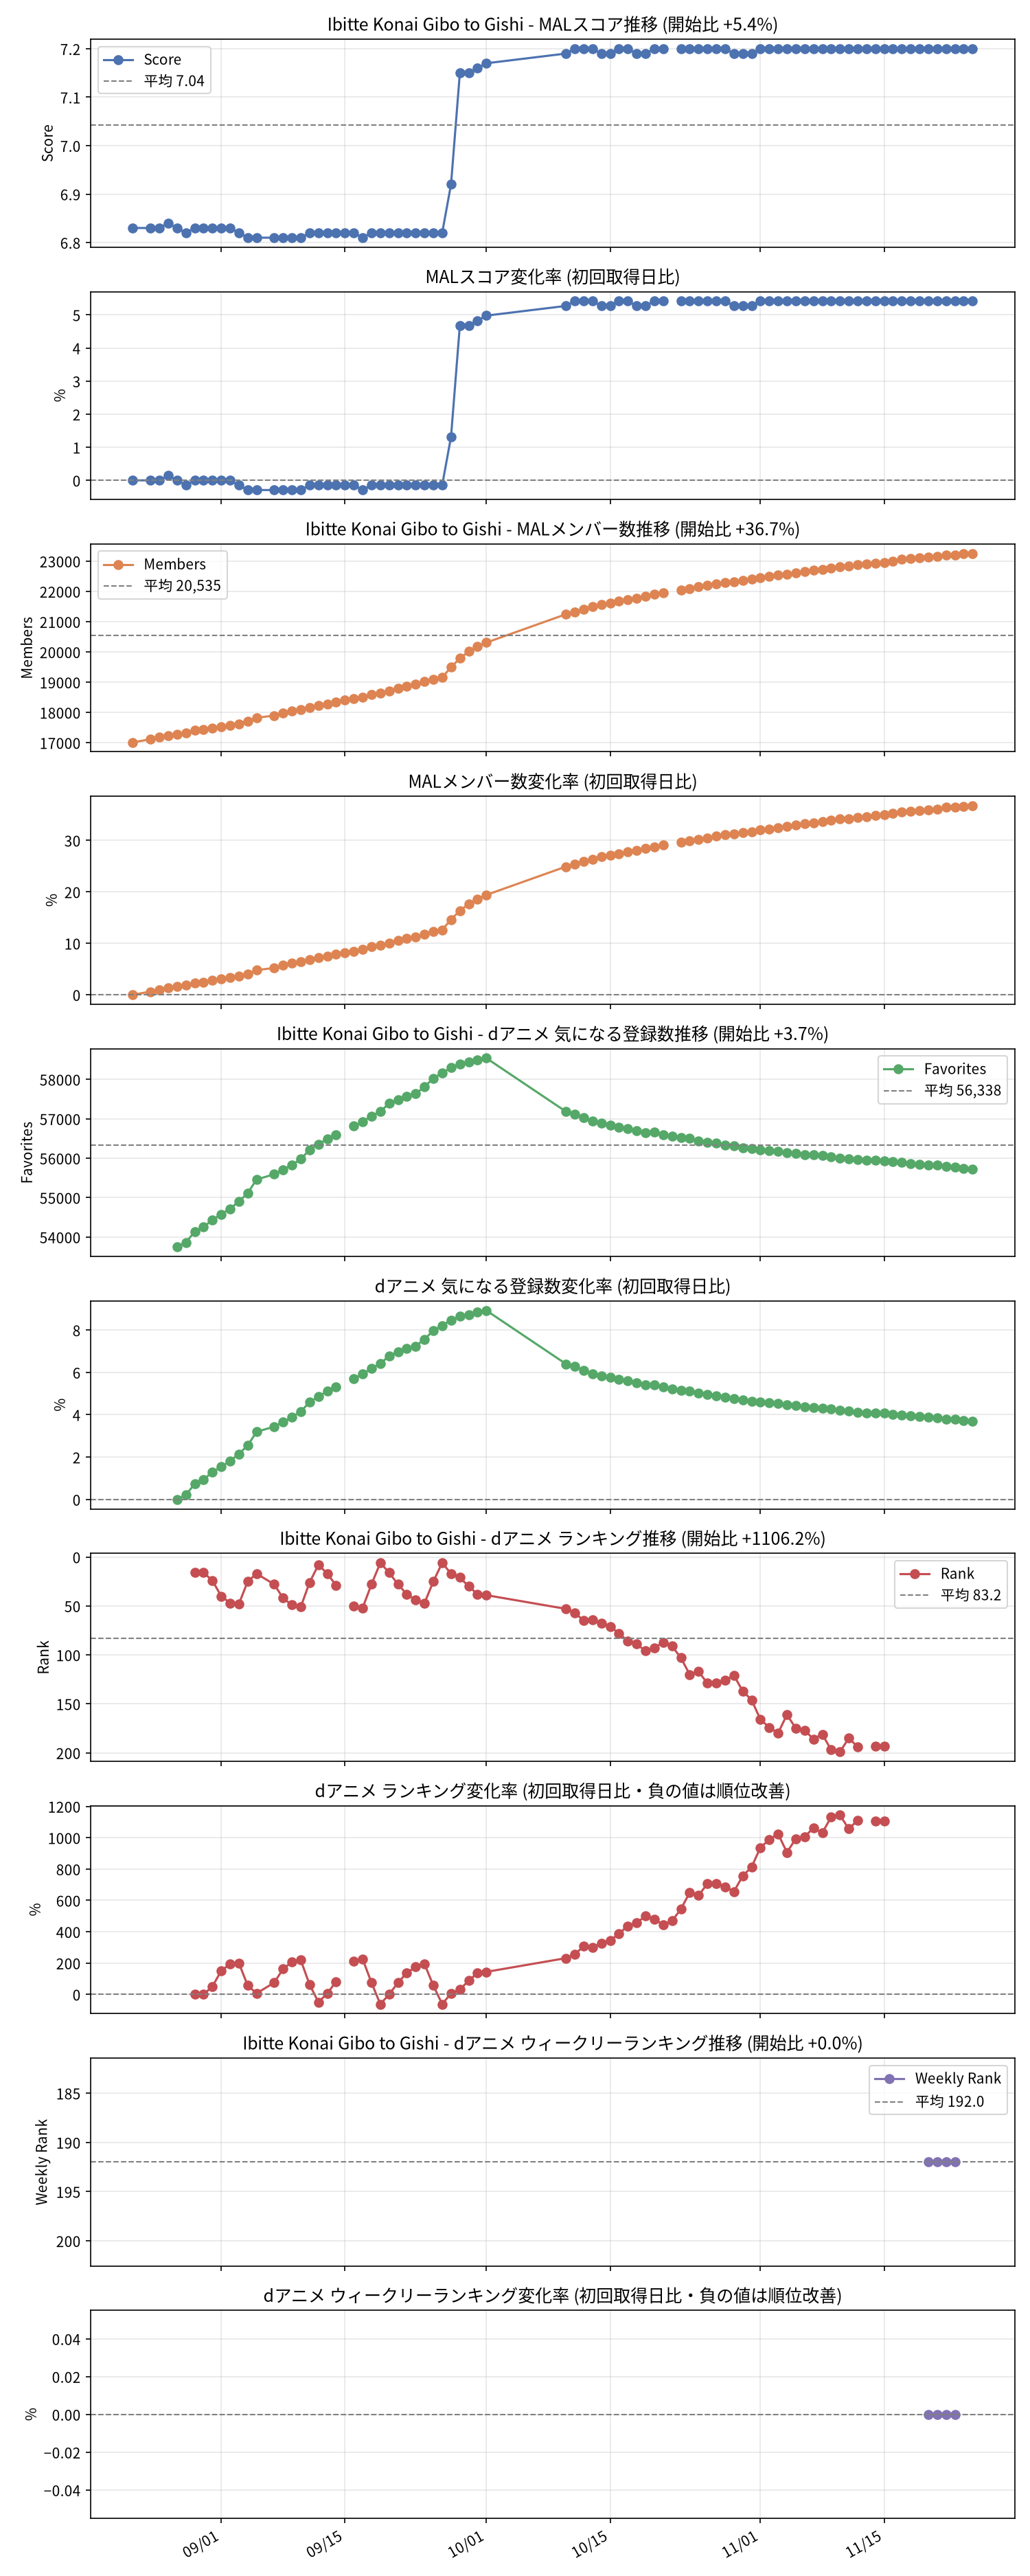 Ibitte Konai Gibo to Gishi - MALスコア推移 (開始比 +5.4%)
7.2
7.1
7.0
6.9
6.8
Score
Score
平均 7.04
MALスコア変化率 (初回取得日比)
5
4
3
2
1
0
%
Ibitte Konai Gibo to Gishi - MALメンバー数推移 (開始比 +36.7%)
23000
22000
21000
20000
19000
18000
17000
Members
Members
平均 20,535
MALメンバー数変化率 (初回取得日比)
30
20
10
0
%
Ibitte Konai Gibo to Gishi - dアニメ 気になる登録数推移 (開始比 +3.7%)
58000
57000
56000
55000
54000
Favorites
Favorites
平均 56,338
dアニメ 気になる登録数変化率 (初回取得日比)
8
6
4
2
0
%
Ibitte Konai Gibo to Gishi - dアニメ ランキング推移 (開始比 +1106.2%)
0
50
100
150
200
Rank
Rank
平均 83.2
dアニメ ランキング変化率 (初回取得日比・負の値は順位改善)
1200
1000
800
600
400
200
0
%
Ibitte Konai Gibo to Gishi - dアニメ ウィークリーランキング推移 (開始比 +0.0%)
185
190
195
200
Weekly Rank
Weekly Rank
平均 192.0
dアニメ ウィークリーランキング変化率 (初回取得日比・負の値は順位改善)
0.04
0.02
0.00
−0.02
−0.04
%
09/01
09/15
10/01
10/15
11/01
11/15